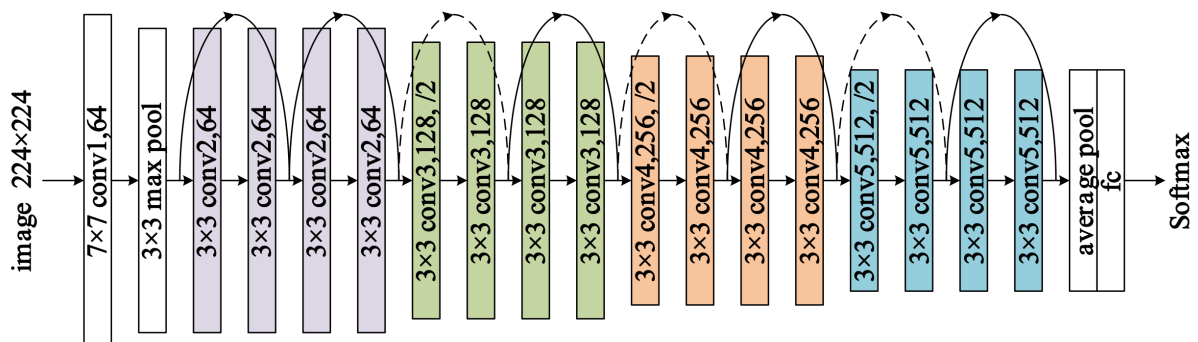 image 224×224
7×7 conv1,64
3×3 max pool
3×3 conv2,64
3×3 conv2,64
3×3 conv2,64
3×3 conv2,64
3×3 conv3,128, /2
3×3 conv3,128
3×3 conv3,128
3×3 conv3,128
3×3 conv4,256, /2
3×3 conv4,256
3×3 conv4,256
3×3 conv4,256
3×3 conv5,512, /2
3×3 conv5,512
3×3 conv5,512
3×3 conv5,512
average pool
fc
Softmax